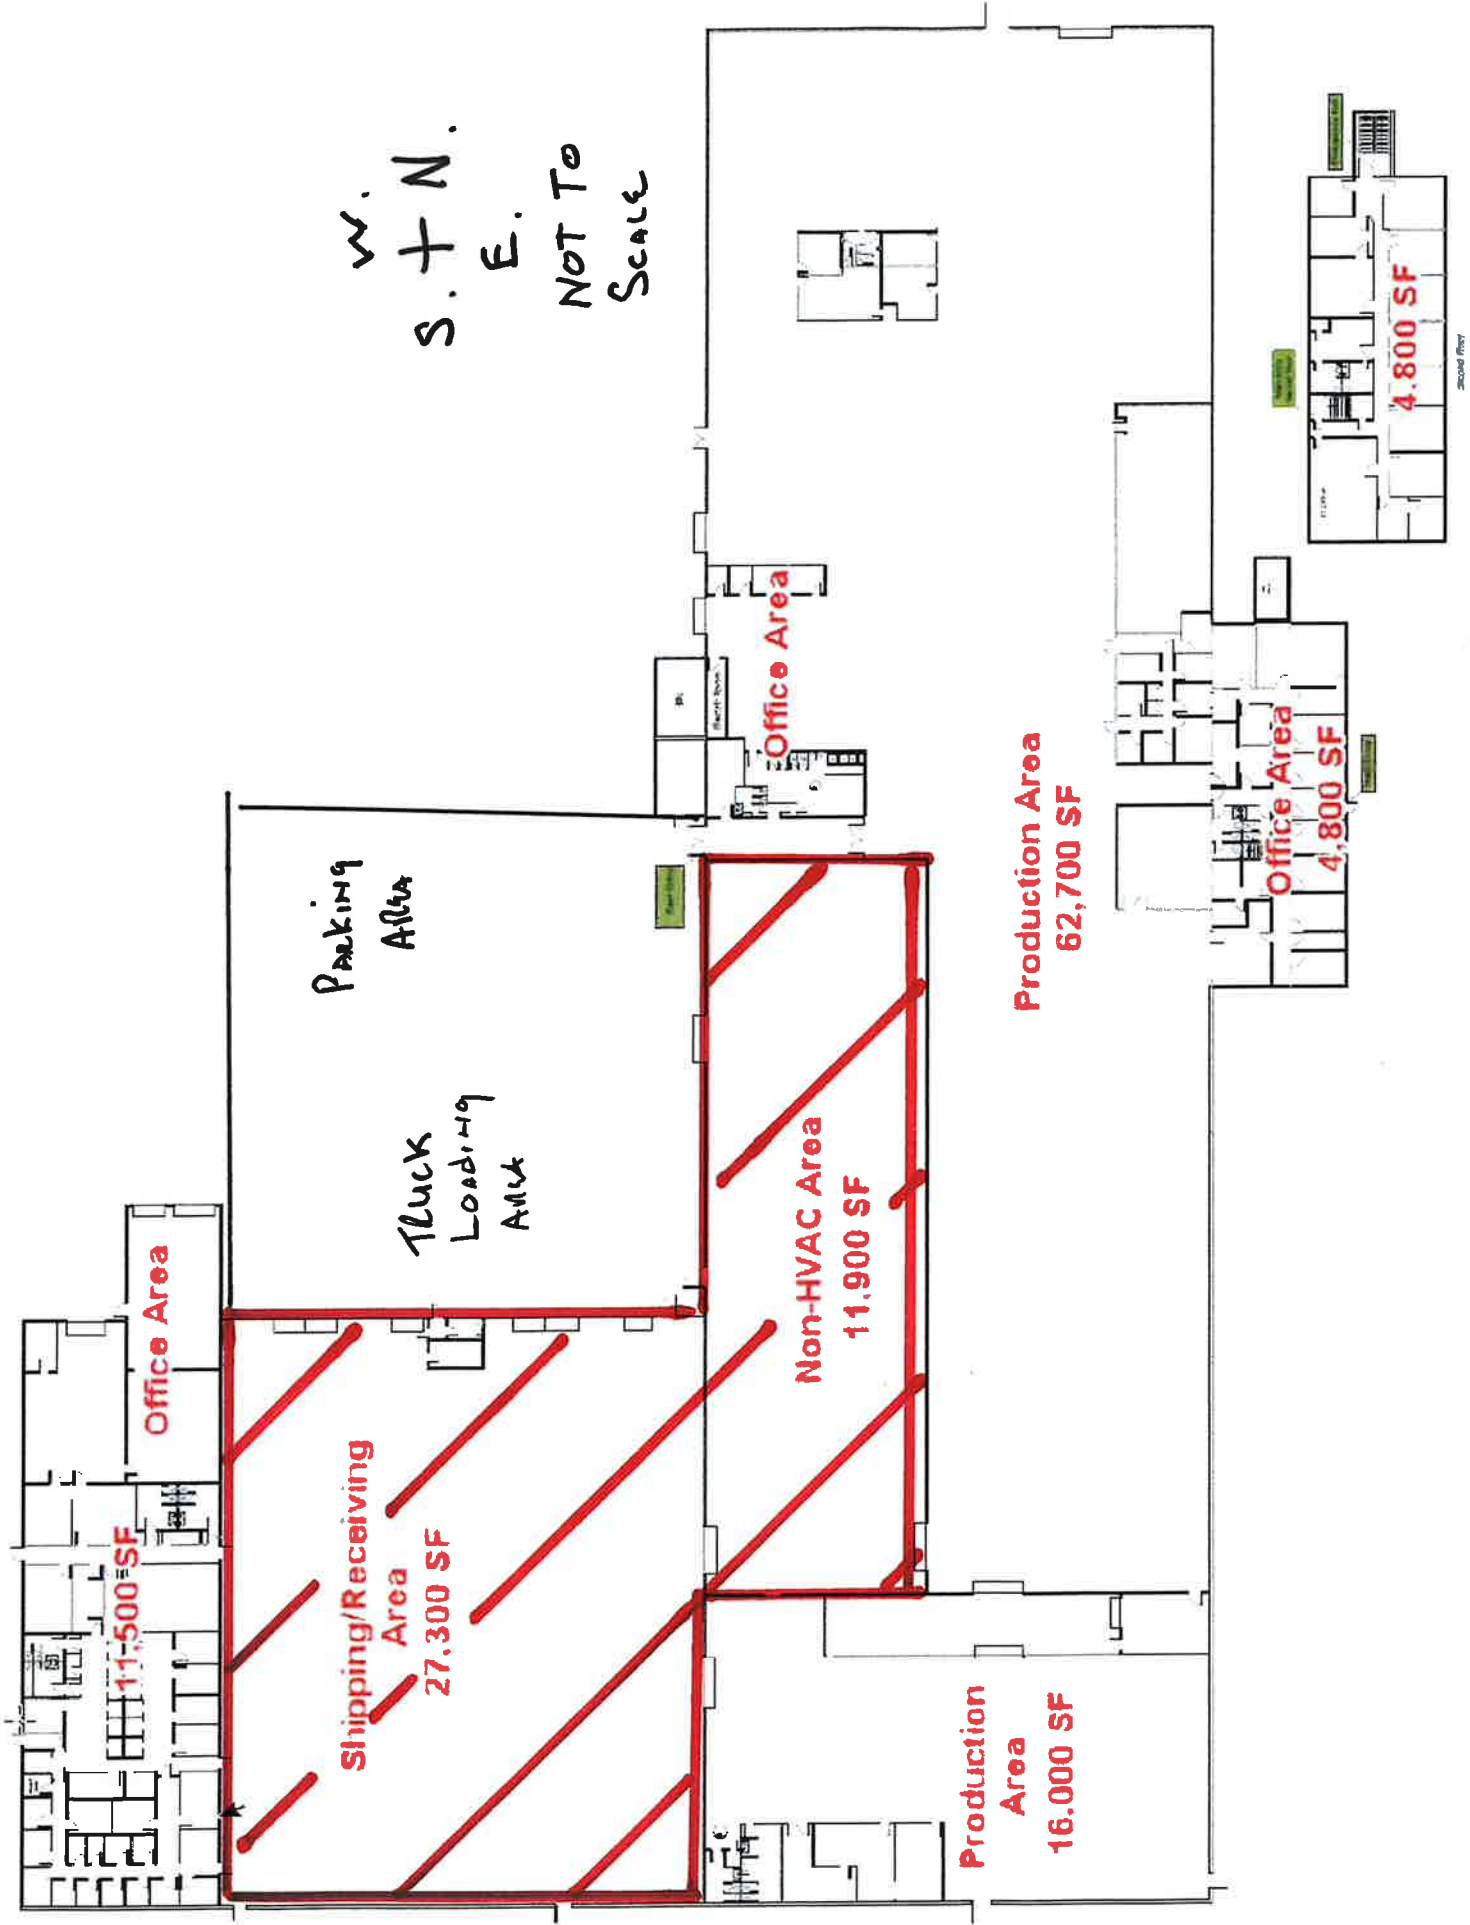 W.
S. + N.
E.
NOT TO
SCALE
PARKING
AREA
TRUCK
LOADING
AREA
Office Area
11,500 SF
Shipping/Receiving
Area
27,300 SF
Non-HVAC Area
11,900 SF
Office Area
Production Area
62,700 SF
Production
Area
16,000 SF
Office Area
4,800 SF
4,800 SF